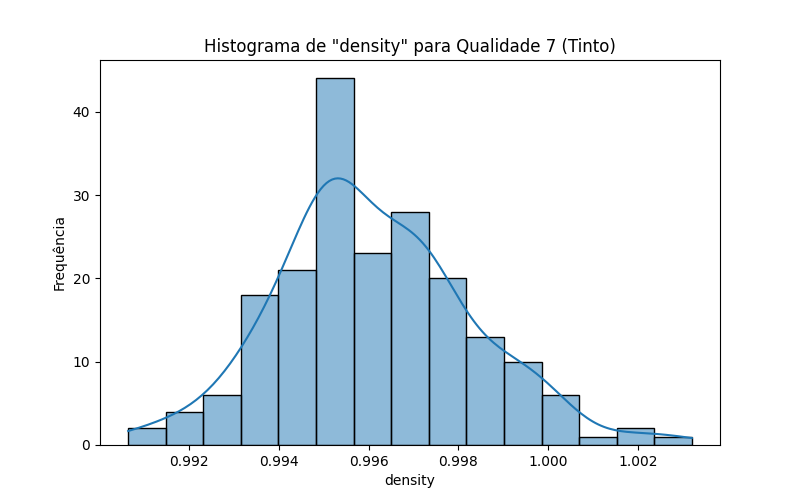 Histograma de "density" para Qualidade 7 (Tinto)
Frequência
40
30
20
10
0
0.992 0.994 0.996 0.998 1.000 1.002
density